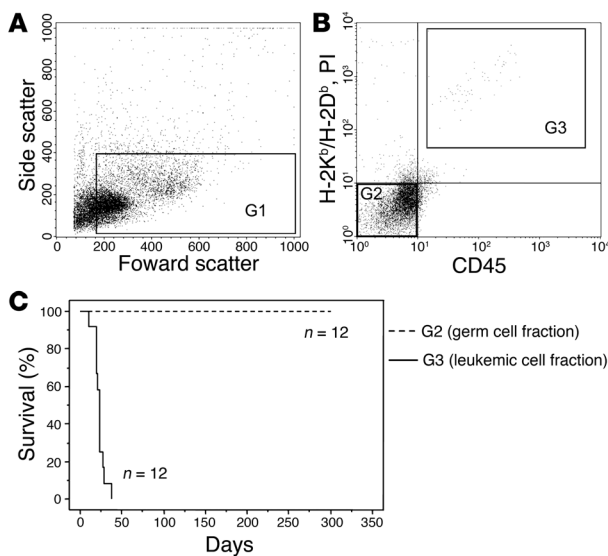 A
Side scatter
1000
800
600
400
200
0
0 200 400 600 800 1000
G1
Foward scatter
B
H-2Kᵇ/H-2Dᵇ, PI
10⁴
10³
10²
10¹
10⁰
10⁰ 10¹ 10² 10³ 10⁴
G3
G2
CD45
C
Survival (%)
100
80
60
40
20
0
0 50 100 150 200 250 300 350
n = 12
n = 12
Days
G2 (germ cell fraction)
G3 (leukemic cell fraction)